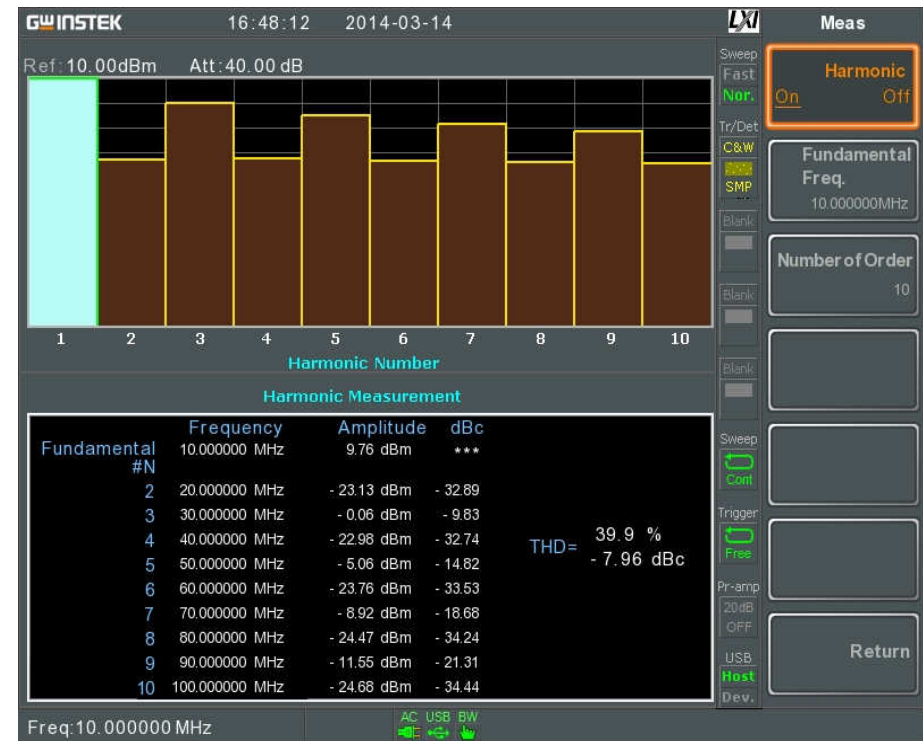 GWINSTEK 16:48:12 2014-03-14 LXI
Ref:10.00dBm Att:40.00 dB
1 2 3 4 5 6 7 8 9 10
Harmonic Number
Harmonic Measurement
Frequency Amplitude dBc
Fundamental 10.000000 MHz 9.76 dBm ***
#N
2 20.000000 MHz -23.13 dBm -32.89
3 30.000000 MHz -0.06 dBm -9.83
4 40.000000 MHz -22.98 dBm -32.74
5 50.000000 MHz -5.06 dBm -14.82
6 60.000000 MHz -23.76 dBm -33.53
7 70.000000 MHz -8.92 dBm -18.68
8 80.000000 MHz -24.47 dBm -34.24
9 90.000000 MHz -11.55 dBm -21.31
10 100.000000 MHz -24.68 dBm -34.44
THD= 39.9 %
-7.96 dBc
Freq:10.000000 MHz
AC USB BW
Sweep
Fast
Nor.
Tr/Det
C&W
SMP
Blank
Blank
Blank
Sweep
Cont
Trigger
Free
Pr-amp
20dB
OFF
USB
Host
Dev.
Meas
Harmonic
On Off
Fundamental
Freq.
10.000000MHz
Number of Order
10
Return